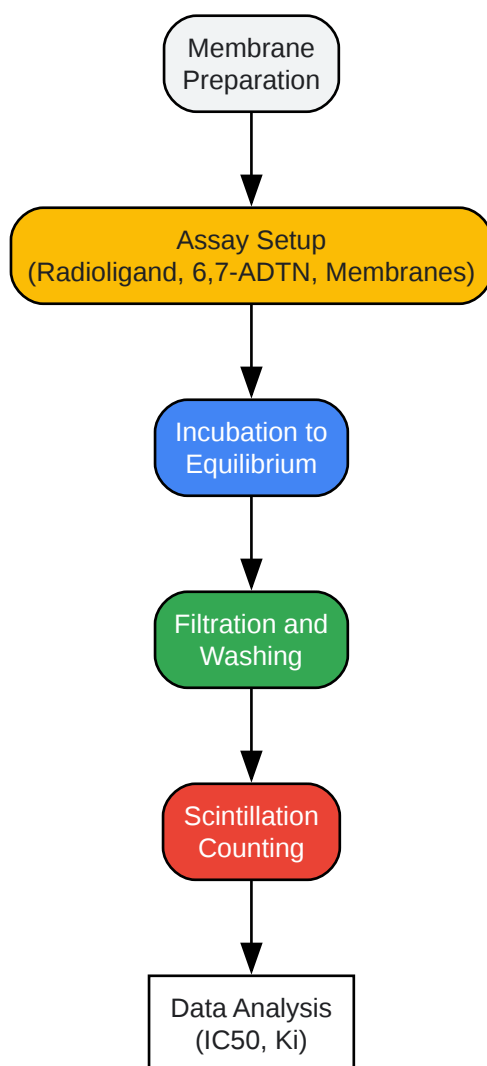 Membrane
Preparation
Assay Setup
(Radioligand, 6,7-ADTN, Membranes)
Incubation to
Equilibrium
Filtration and
Washing
Scintillation
Counting
Data Analysis
(IC50, Ki)